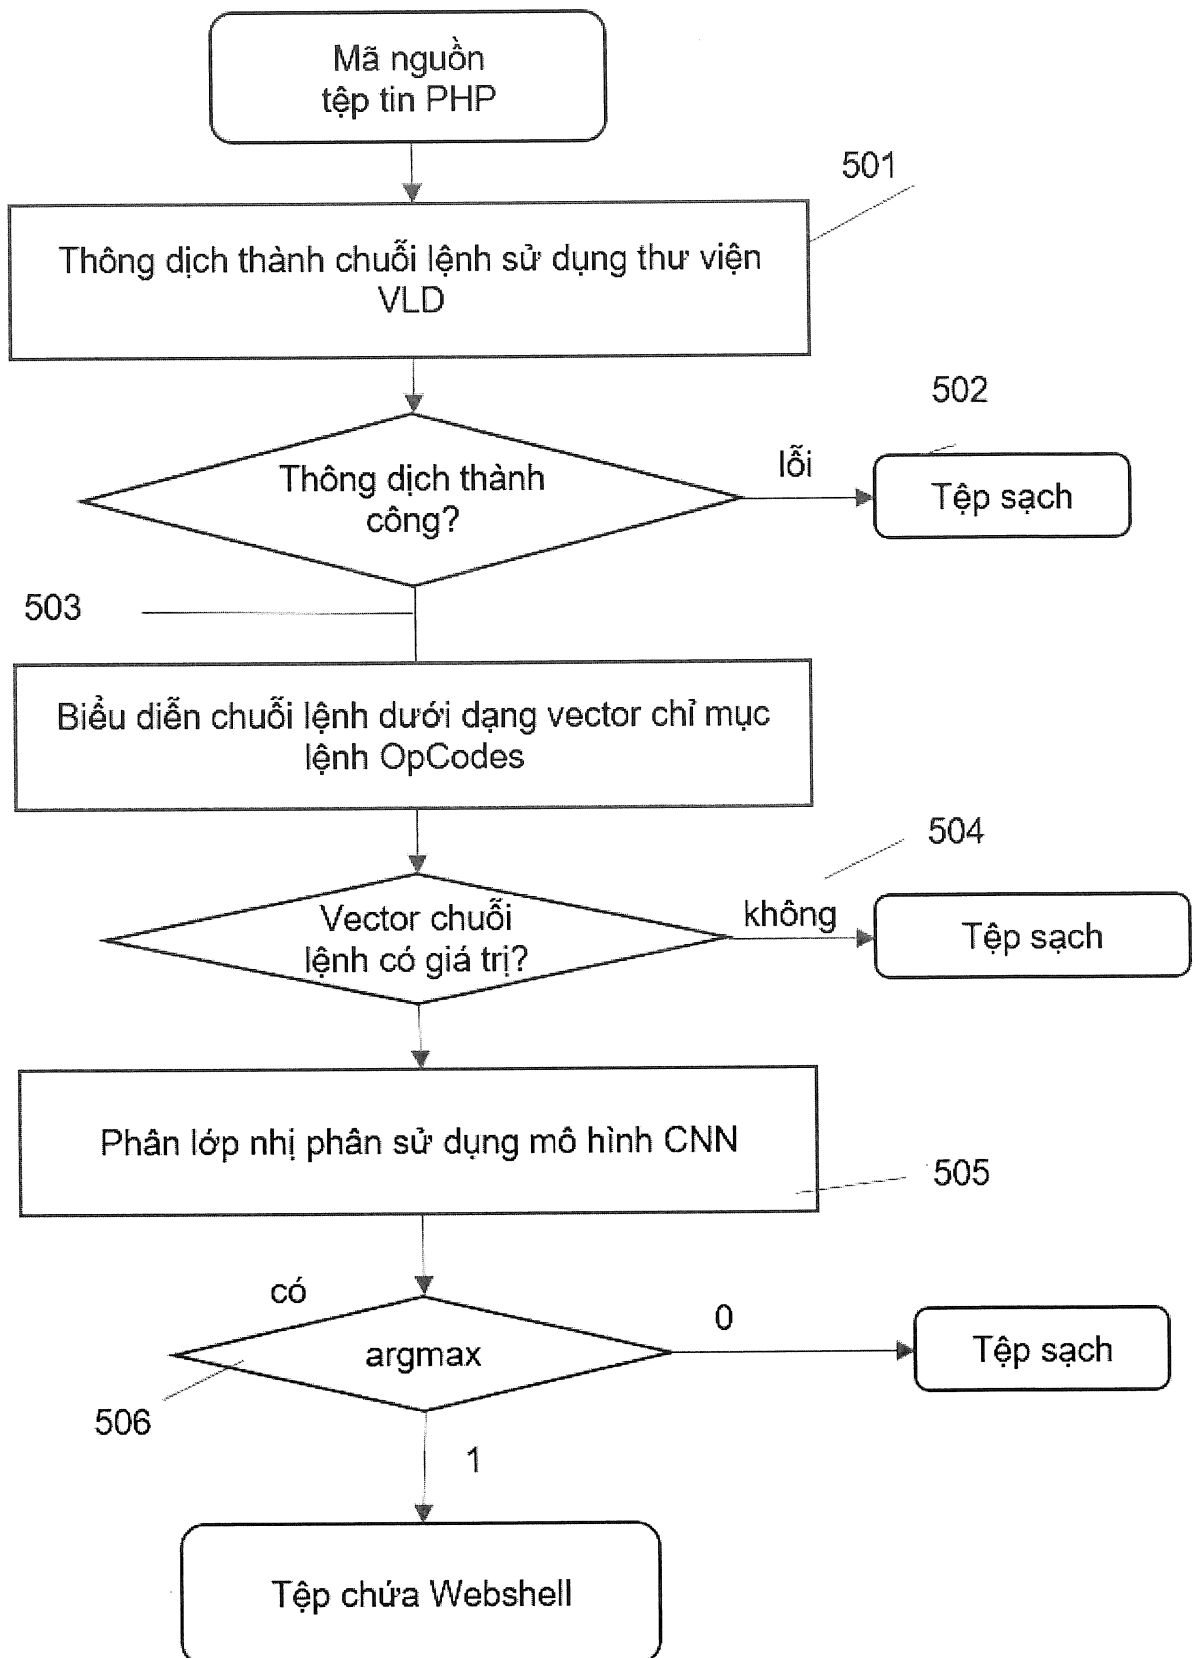 Mã nguồn
tệp tin PHP
501
Thông dịch thành chuỗi lệnh sử dụng thư viện
VLD
502
lỗi
Thông dịch thành
công?
Tệp sạch
503
Biểu diễn chuỗi lệnh dưới dạng vector chỉ mục
lệnh OpCodes
504
không
Vector chuỗi
lệnh có giá trị?
Tệp sạch
Phân lớp nhị phân sử dụng mô hình CNN
505
có
0
argmax
Tệp sạch
506
1
Tệp chứa Webshell